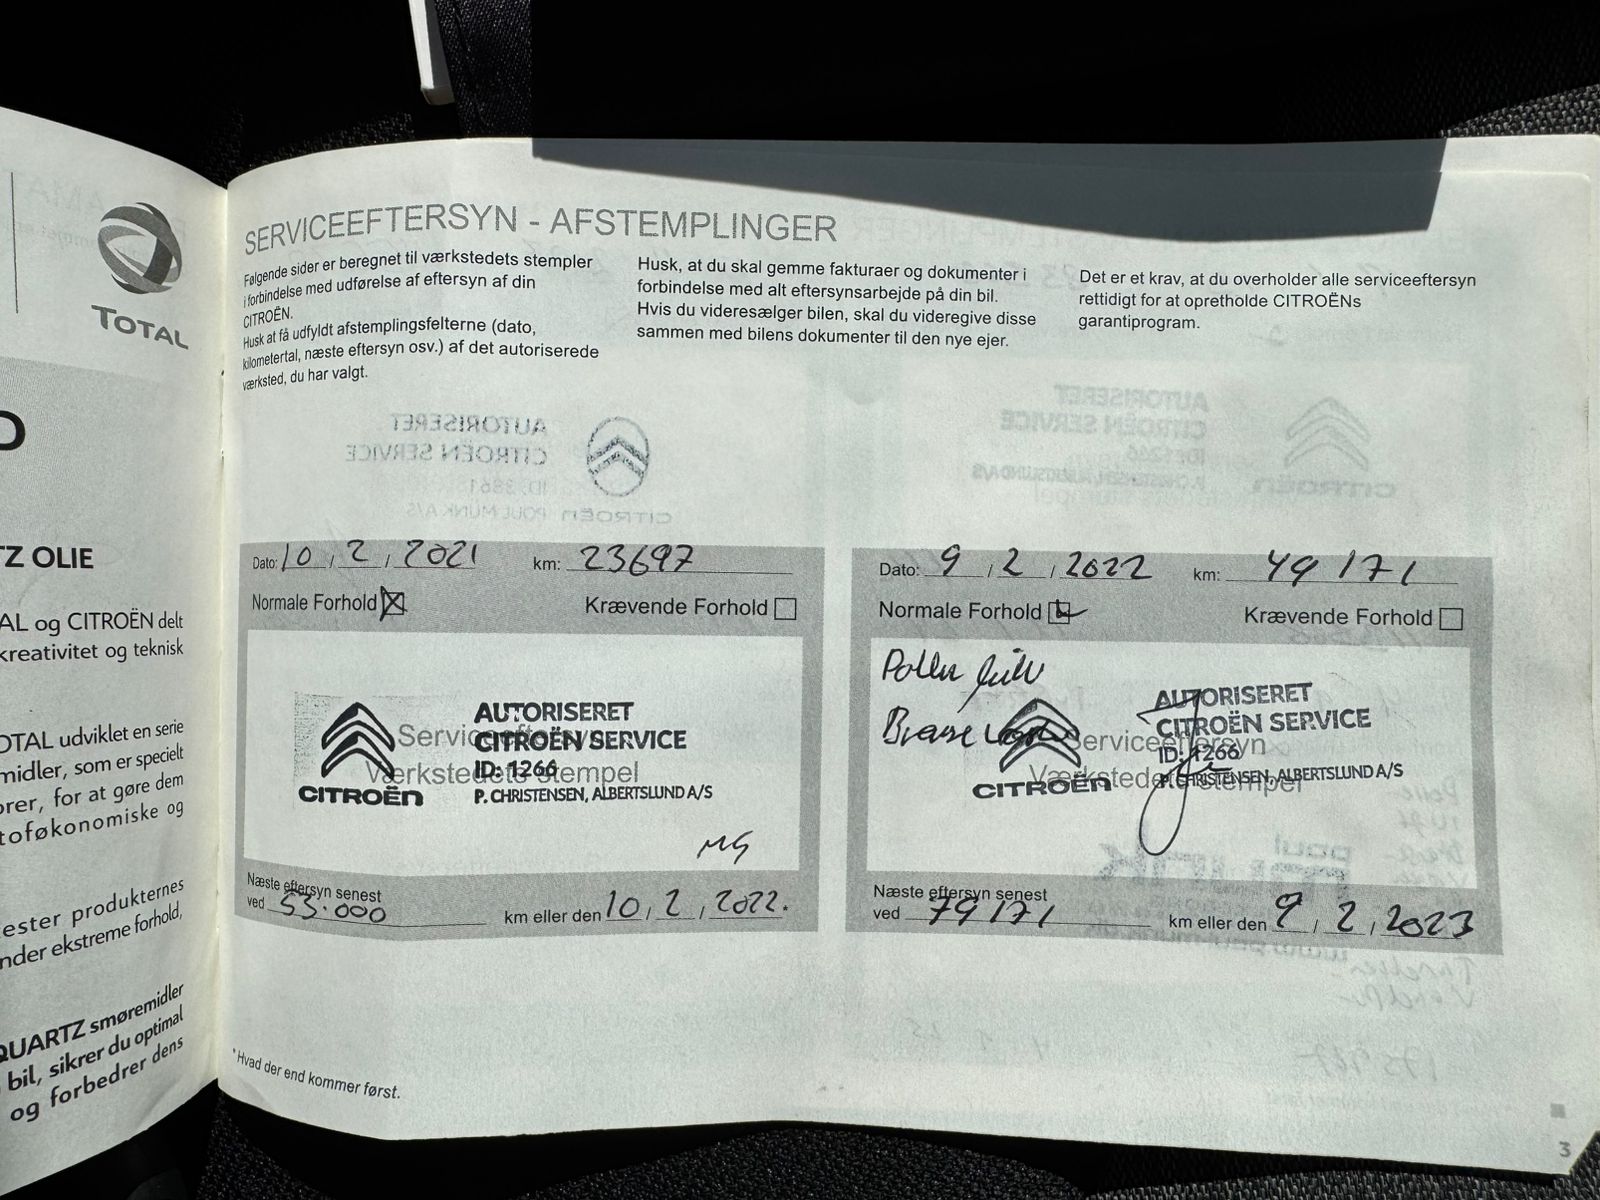 TOTAL
D
TZ OLIE
AL og CITROËN delt
kreativitet og teknisk
OTAL udviklet en serie
midler, som er specielt
orer, for at gøre dem
toføkonomiske og
ester produkternes
nder ekstreme forhold,
QUARTZ smøremidler
bil, sikrer du optimal
og forbedrer dens
SERVICEEFTERSYN - AFSTEMPLINGER
Følgende sider er beregnet til værkstedets stempler
i forbindelse med udførelse af eftersyn af din
CITROËN.
Husk at få udfyldt afstemplingsfelterne (dato,
kilometertal, næste eftersyn osv.) af det autoriserede
værksted, du har valgt.
Husk, at du skal gemme fakturaer og dokumenter i
forbindelse med alt eftersynsarbejde på din bil.
Hvis du videresælger bilen, skal du videregive disse
sammen med bilens dokumenter til den nye ejer.
Det er et krav, at du overholder alle serviceeftersyn
rettidigt for at opretholde CITROËNs
garantiprogram.
Dato: 10 / 2 / 2021 km: 23697
Normale Forhold Krævende Forhold
Serviceeftersyn
Værkstedets stempel
AUTORISERET
CITROËN SERVICE
ID: 1266
P. CHRISTENSEN, ALBERTSLUND A/S
CITROËN
MG
Næste eftersyn senest
ved 53.000 km eller den 10 / 2 / 2022.
Dato: 9 / 2 / 2022 km: 49171
Normale Forhold Krævende Forhold
Pollen
Serviceeftersyn
Værkstedets stempel
AUTORISERET
CITROËN SERVICE
ID: 1266
P. CHRISTENSEN, ALBERTSLUND A/S
CITROËN
Næste eftersyn senest
ved 79171 km eller den 9 / 2 / 2023
* Hvad der end kommer først.
3